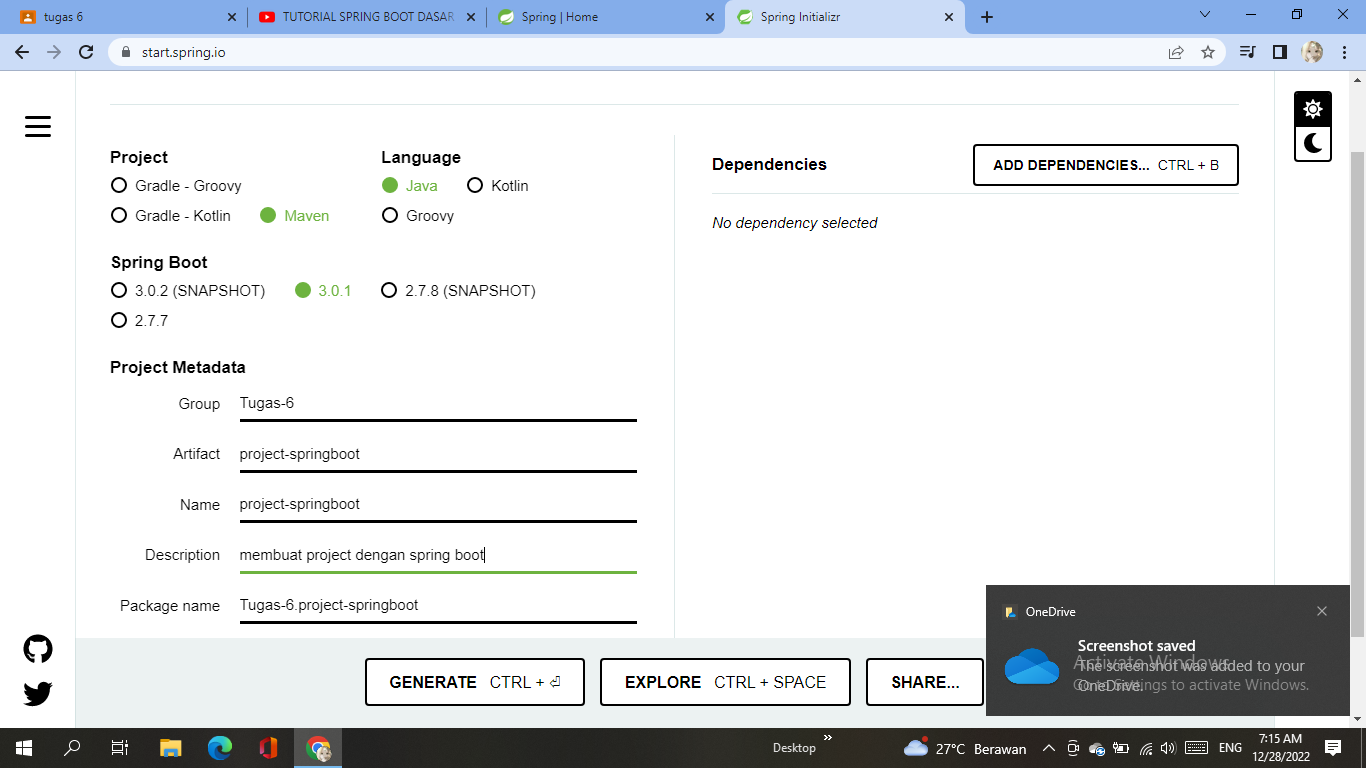 tugas 6
TUTORIAL SPRING BOOT DASAR
Spring | Home
Spring Initializr
start.spring.io
Project
Language
Gradle - Groovy
Java
Kotlin
Gradle - Kotlin
Maven
Groovy
Dependencies
ADD DEPENDENCIES... CTRL + B
No dependency selected
Spring Boot
3.0.2 (SNAPSHOT)
3.0.1
2.7.8 (SNAPSHOT)
2.7.7
Project Metadata
Group Tugas-6
Artifact project-springboot
Name project-springboot
Description membuat project dengan spring boot
Package name Tugas-6.project-springboot
GENERATE CTRL + ⏎
EXPLORE CTRL + SPACE
SHARE...
OneDrive
Screenshot saved
The screenshot was added to your
OneDrive.
Activate Windows
Go to Settings to activate Windows.
Desktop
27°C Berawan
ENG
7:15 AM
12/28/2022